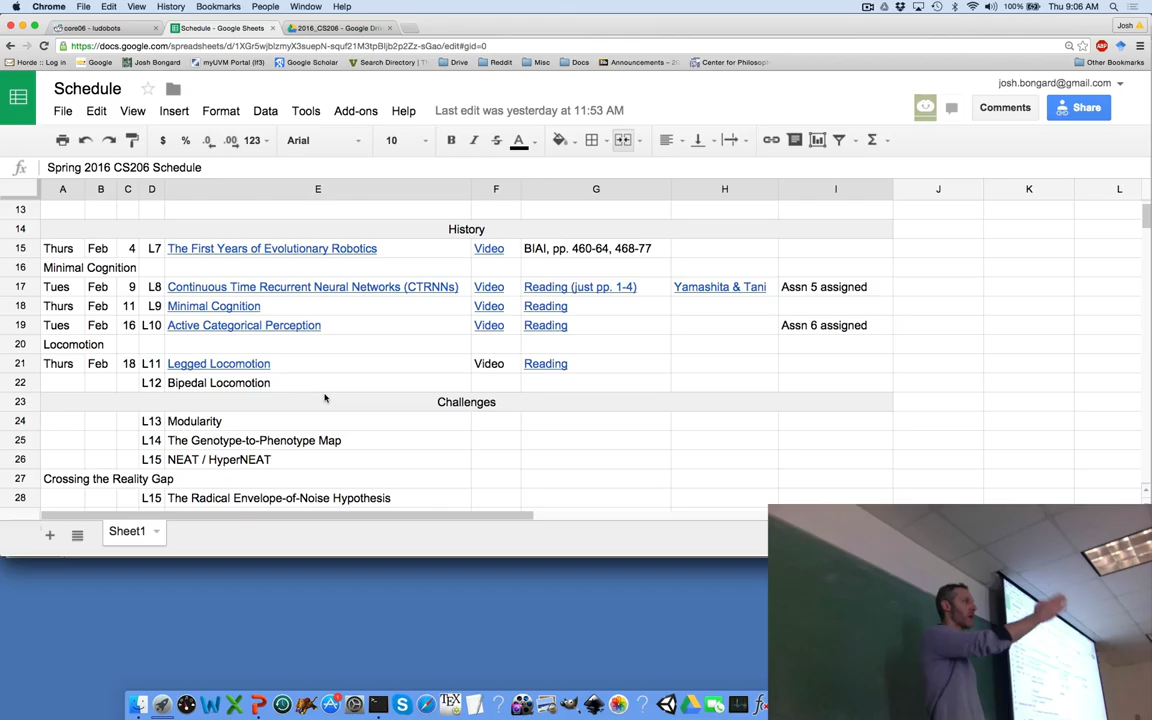 Chrome File Edit View History Bookmarks People Window Help 100% Thu 9:06 AM
core06 - ludobots Schedule - Google Sheets 2016_CS206 - Google Dri Josh
https://docs.google.com/spreadsheets/d/1XGr5wjblzmyX3suepN-squf21M3tpBljb2p2Zz-sGao/edit#gid=0
Horde :: Log in Google Josh Bongard myUVM Portal (lf3) Google Scholar Search Directory Drive Reddit Misc Docs Announcements – 2 Center for Philosoph Other Bookmarks
Schedule josh.bongard@gmail.com
File Edit View Insert Format Data Tools Add-ons Help Last edit was yesterday at 11:53 AM Comments Share
$ % .0 .00 123 Arial 10 B I S A Σ
fx Spring 2016 CS206 Schedule
A B C D E F G H I J K L
13
14 History
15 Thurs Feb 4 L7 The First Years of Evolutionary Robotics Video BIAI, pp. 460-64, 468-77
16 Minimal Cognition
17 Tues Feb 9 L8 Continuous Time Recurrent Neural Networks (CTRNNs) Video Reading (just pp. 1-4) Yamashita & Tani Assn 5 assigned
18 Thurs Feb 11 L9 Minimal Cognition Video Reading
19 Tues Feb 16 L10 Active Categorical Perception Video Reading Assn 6 assigned
20 Locomotion
21 Thurs Feb 18 L11 Legged Locomotion Video Reading
22 L12 Bipedal Locomotion
23 Challenges
24 L13 Modularity
25 L14 The Genotype-to-Phenotype Map
26 L15 NEAT / HyperNEAT
27 Crossing the Reality Gap
28 L15 The Radical Envelope-of-Noise Hypothesis
+ Sheet1